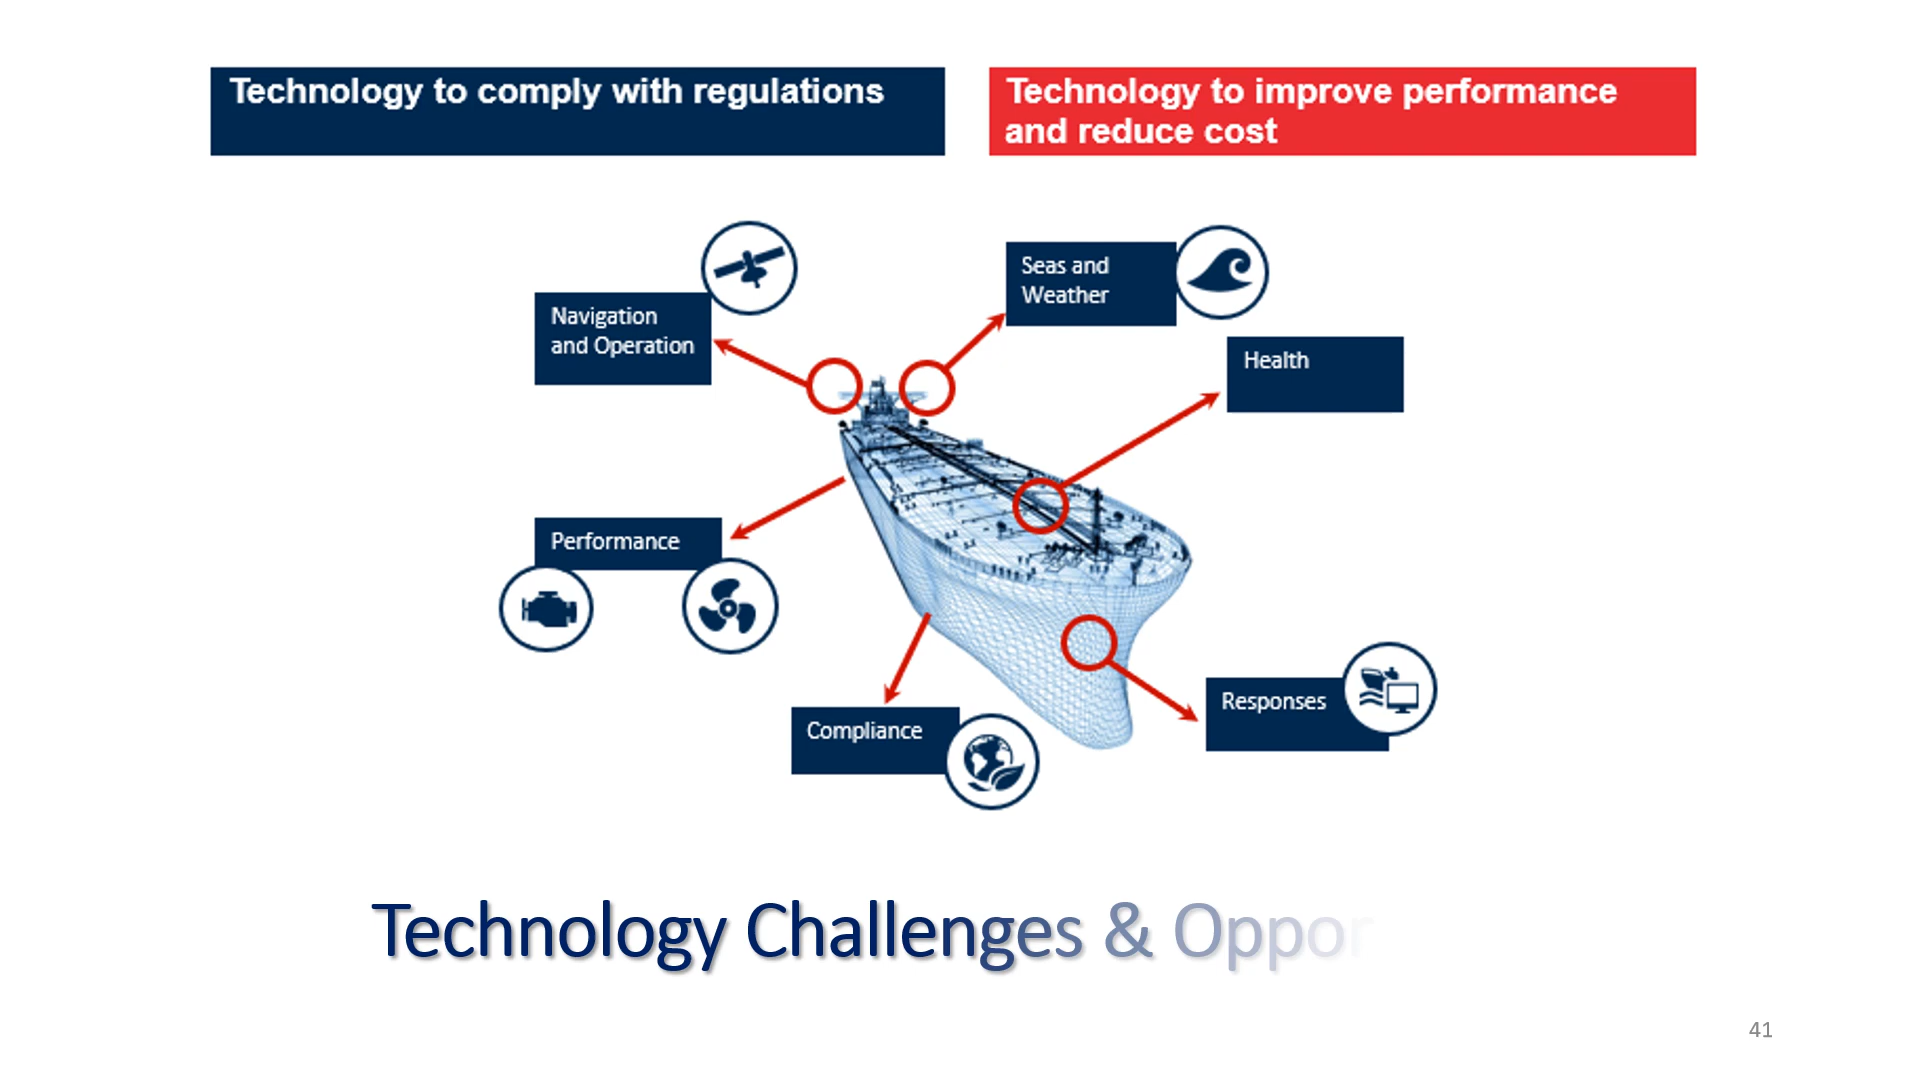 Technology to comply with regulations
Technology to improve performance
and reduce cost
Seas and
Weather
Navigation
and Operation
Health
Performance
Responses
Compliance
Technology Challenges & Oppor
41